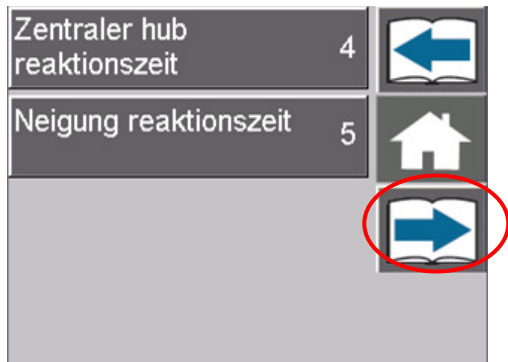 Zentraler hub
reaktionszeit
4
Neigung reaktionszeit
5